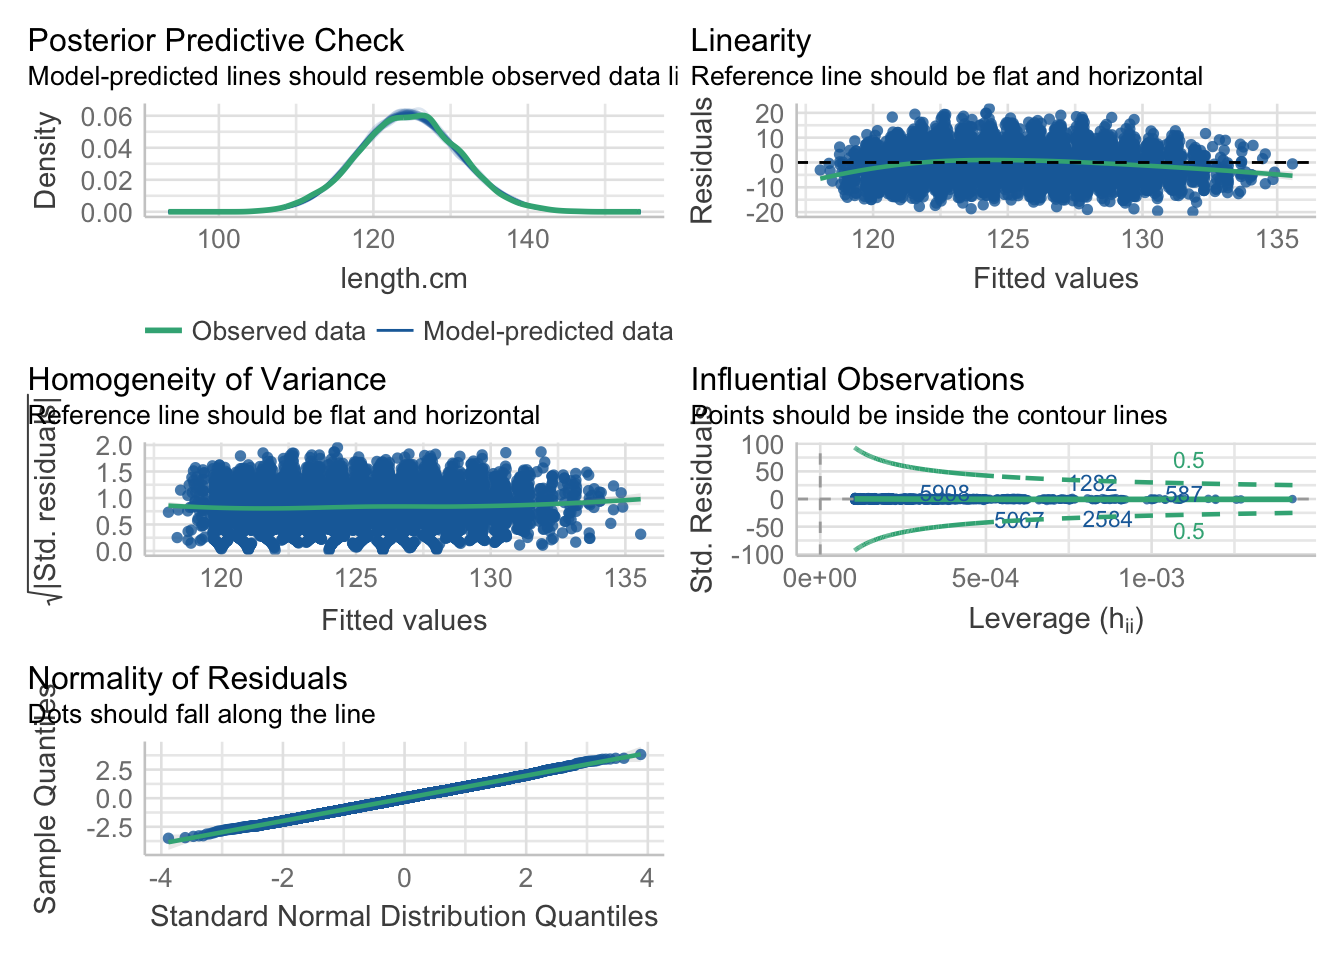 Posterior Predictive Check
Model-predicted lines should resemble observed data li
Density
0.06
0.04
0.02
0.00
100
120
140
length.cm
Observed data
Model-predicted data
Linearity
Reference line should be flat and horizontal
Residuals
20
10
0
-10
-20
120
125
130
135
Fitted values
Homogeneity of Variance
Reference line should be flat and horizontal
√|Std. residuals|
2.0
1.5
1.0
0.5
0.0
120
125
130
135
Fitted values
Influential Observations
Points should be inside the contour lines
Std. Residuals
100
50
0
-50
-100
0.5
5908
1282
587
5067
2584
0.5
0e+00
5e-04
1e-03
Leverage (hii)
Normality of Residuals
Dots should fall along the line
Sample Quantiles
2.5
0.0
-2.5
-4
-2
0
2
4
Standard Normal Distribution Quantiles